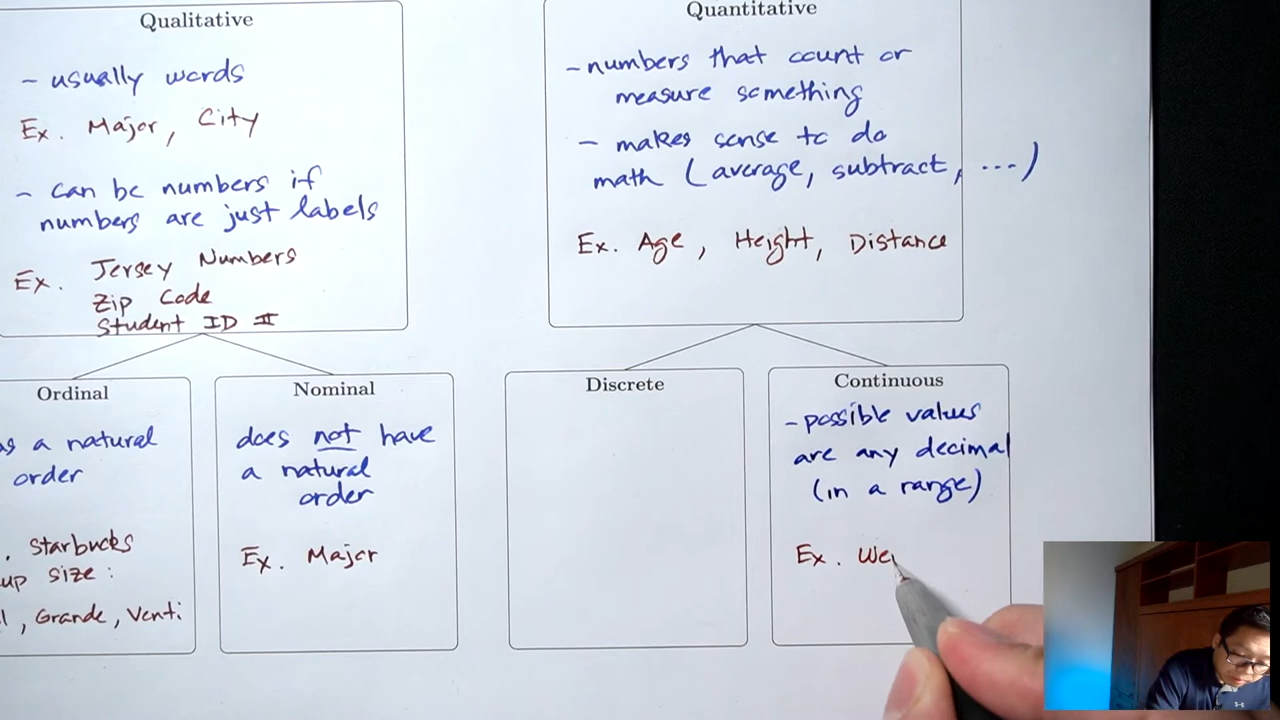 Qualitative
- usually words
Ex. Major, City
- can be numbers if
numbers are just labels
Ex. Jersey Numbers
Zip Code
Student ID #
Quantitative
- numbers that count or
measure something
- makes sense to do
math (average, subtract, ...)
Ex. Age, Height, Distance
Ordinal
as a natural
order
. Starbucks
cup size:
, Grande, Venti
Nominal
does not have
a natural
order
Ex. Major
Discrete
Continuous
- possible values
are any decimal
(in a range)
Ex. We